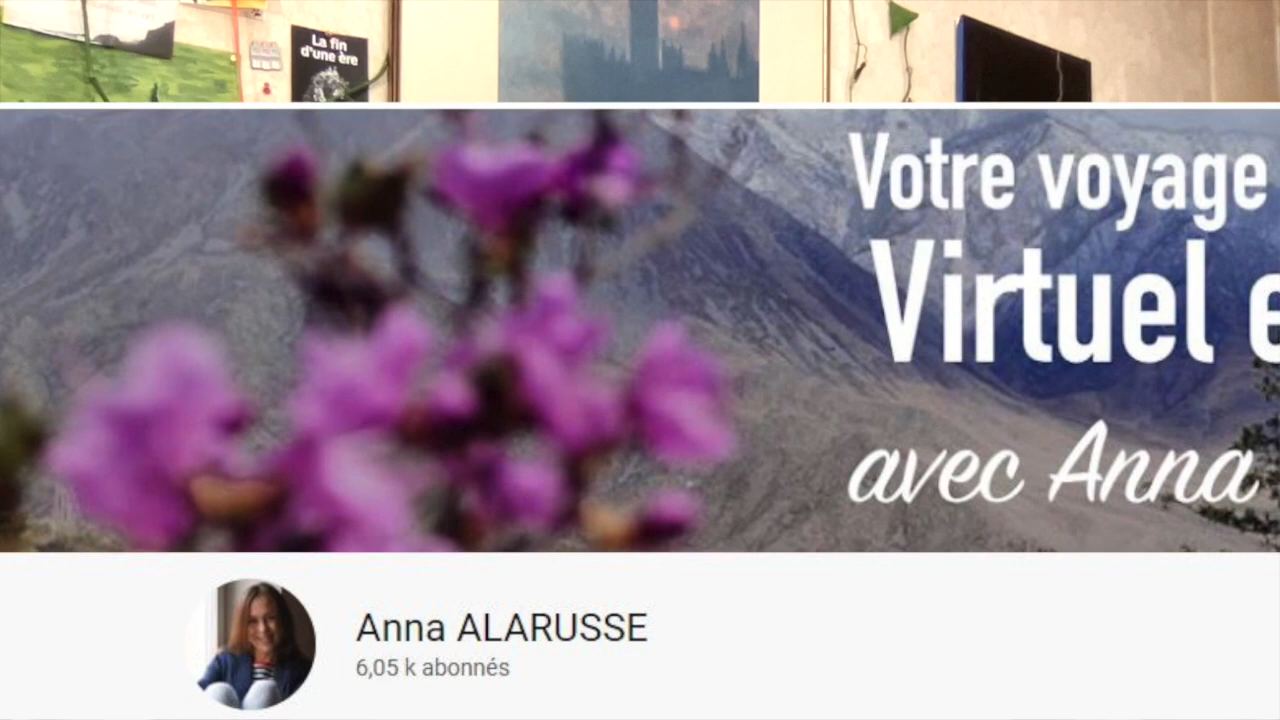 La fin
d'une ère
Votre voyage
Virtuel e
avec Anna
Anna ALARUSSE
6,05 k abonnés